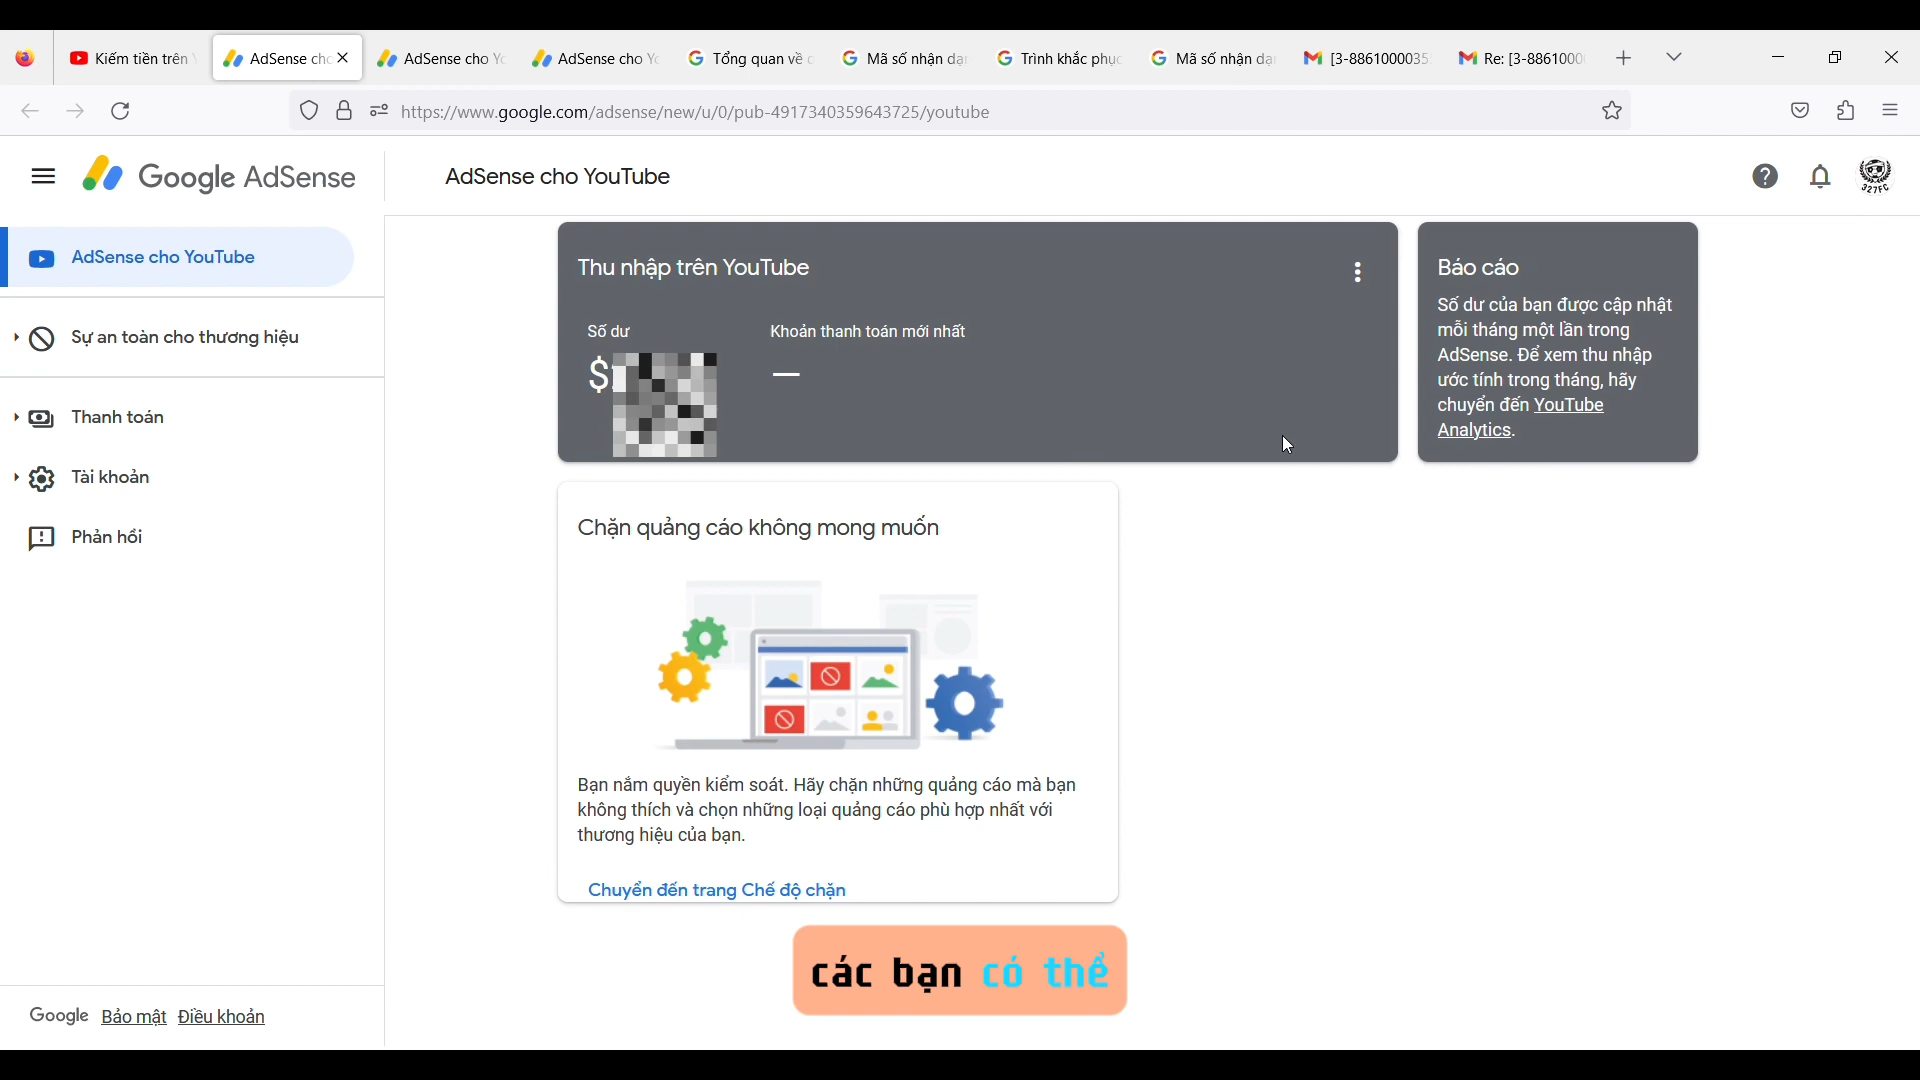 Kiếm tiền trên
AdSense cho
AdSense cho Yo
AdSense cho Yo
Tổng quan về
Mã số nhận dạ
Trình khắc phục
Mã số nhận dạ
[3-8861000035
Re: [3-8861000
https://www.google.com/adsense/new/u/0/pub-4917340359643725/youtube
Google AdSense
AdSense cho YouTube
327FC
AdSense cho YouTube
Sự an toàn cho thương hiệu
Thanh toán
Tài khoản
Phản hồi
Thu nhập trên YouTube
Số dư
Khoản thanh toán mới nhất
$
—
Báo cáo
Số dư của bạn được cập nhật
mỗi tháng một lần trong
AdSense. Để xem thu nhập
ước tính trong tháng, hãy
chuyển đến YouTube
Analytics.
Chặn quảng cáo không mong muốn
Bạn nắm quyền kiểm soát. Hãy chặn những quảng cáo mà bạn
không thích và chọn những loại quảng cáo phù hợp nhất với
thương hiệu của bạn.
Chuyển đến trang Chế độ chặn
các bạn có thể
Google Bảo mật Điều khoản